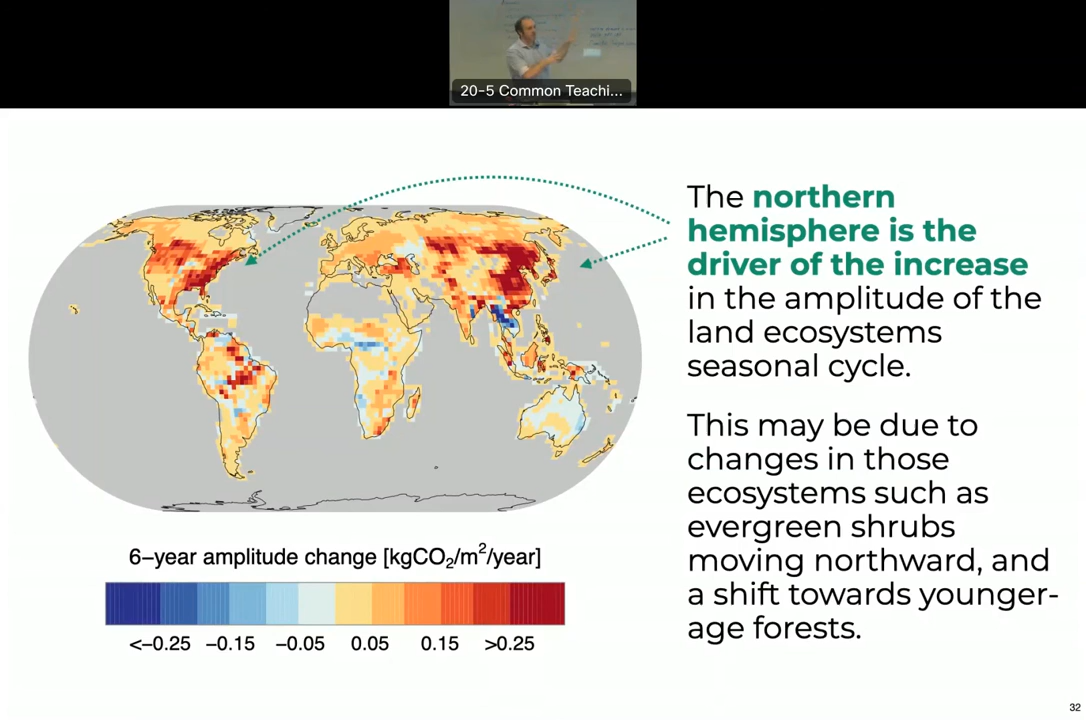 20-5 Common Teachi...
The northern
hemisphere is the
driver of the increase
in the amplitude of the
land ecosystems
seasonal cycle.
This may be due to
changes in those
ecosystems such as
evergreen shrubs
moving northward, and
a shift towards younger-
age forests.
6–year amplitude change [kgCO2/m2/year]
<–0.25 –0.15 –0.05 0.05 0.15 >0.25
32